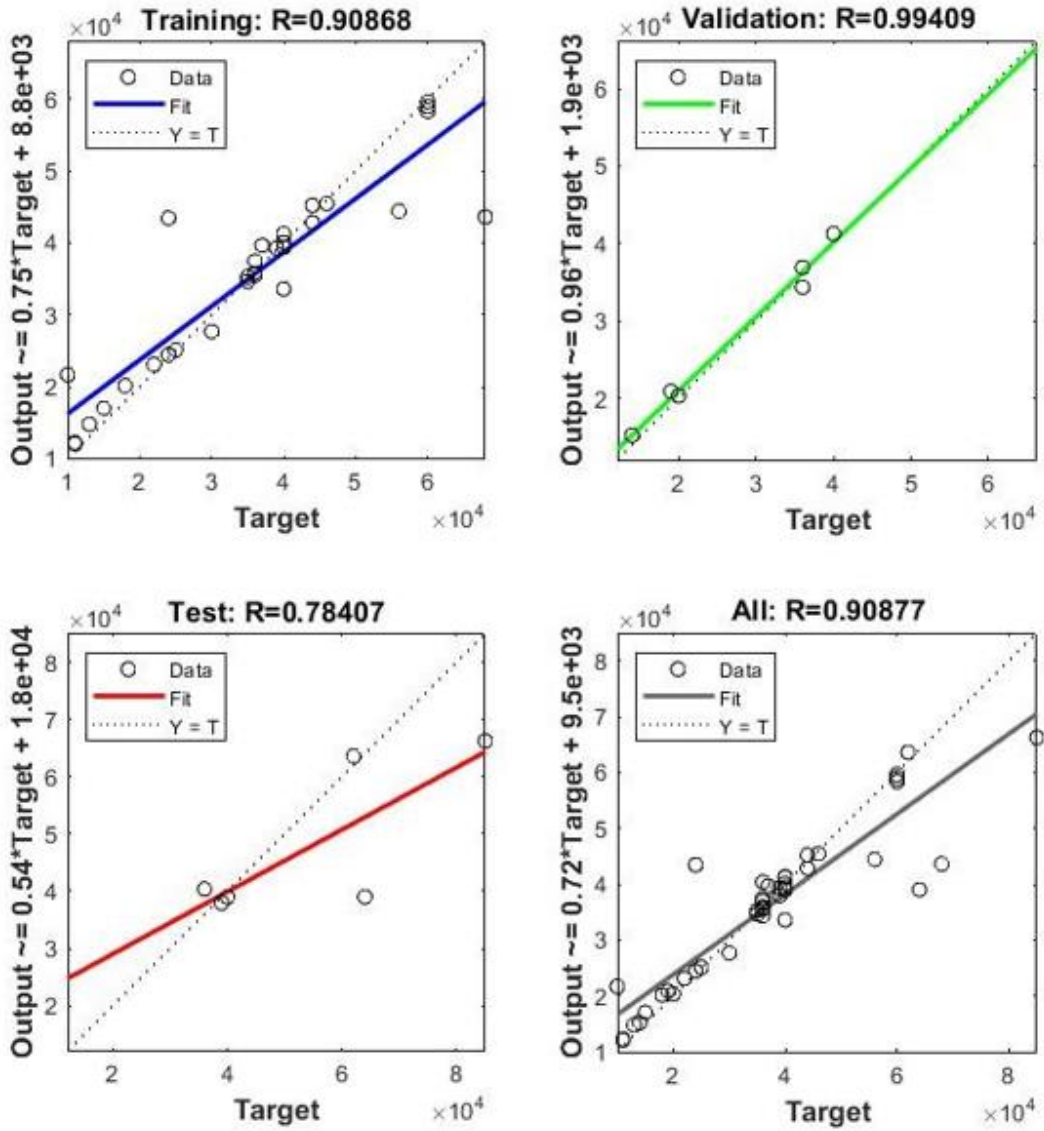 Training: R=0.90868
×10⁴
Output ~= 0.75*Target + 8.8e+03
Data
Fit
Y = T
6
5
4
3
2
1
1 2 3 4 5 6
Target
×10⁴
Validation: R=0.99409
×10⁴
Output ~= 0.96*Target + 1.9e+03
Data
Fit
Y = T
6
5
4
3
2
2 3 4 5 6
Target
×10⁴
Test: R=0.78407
×10⁴
Output ~= 0.54*Target + 1.8e+04
Data
Fit
Y = T
8
7
6
5
4
3
2
2 4 6 8
Target
×10⁴
All: R=0.90877
×10⁴
Output ~= 0.72*Target + 9.5e+03
Data
Fit
Y = T
8
7
6
5
4
3
2
1
2 4 6 8
Target
×10⁴